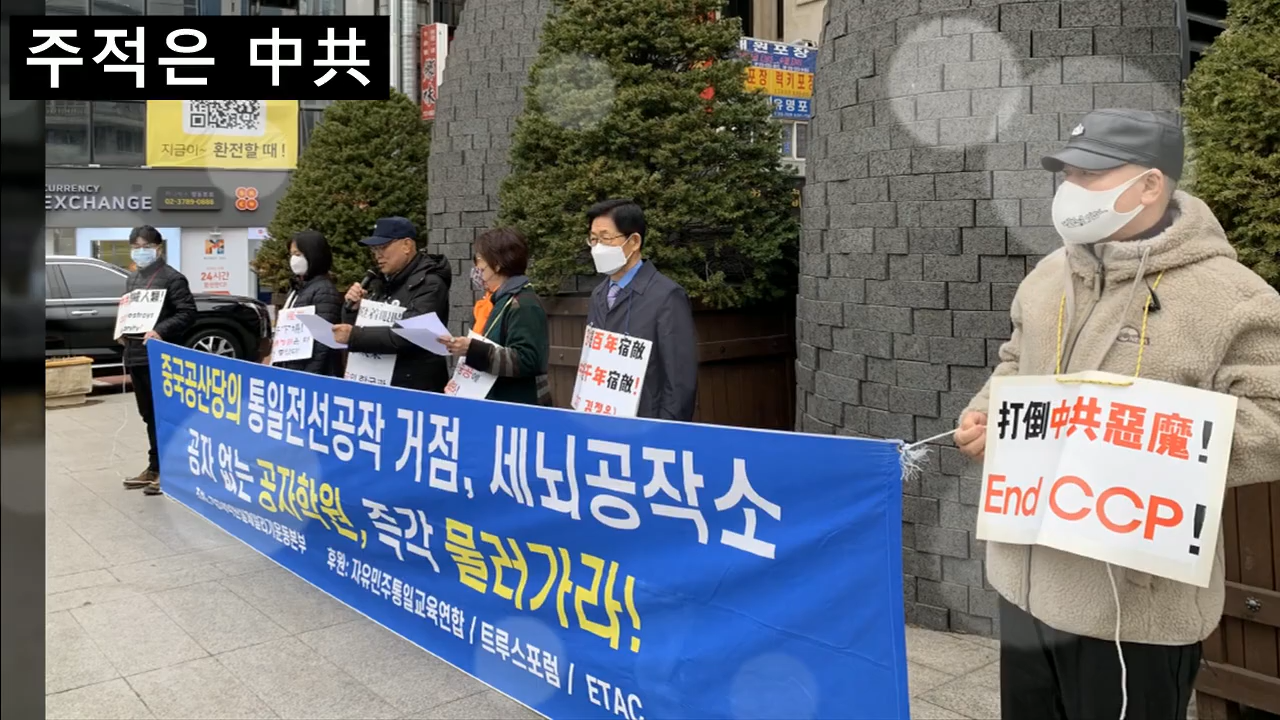 주적은 中共
지금이~ 환전할 때!
CURRENCY
EXCHANGE
02-3789-0888
24시간
百年宿敵
千年宿敵!
중국공산당의 통일전선공작 거점, 세뇌공작소
공자 없는 공자학원, 즉각 물러가라!
후원: 자유민주통일교육연합 / 트루스포럼 / ETAC
打倒中共惡魔!
End CCP!